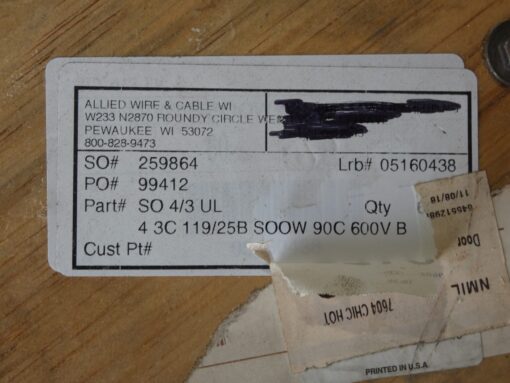 ALLIED WIRE & CABLE WI
W233 N2870 ROUNDY CIRCLE WE
PEWAUKEE WI 53072
800-828-9473
SO# 259864 Lrb# 05160438
PO# 99412
Part# SO 4/3 UL Qty
4 3C 119/25B SOOW 90C 600V B
Cust Pt#
11/08/16
Door
NMIL
7604 CHIC HOT
PRINTED IN U.S.A.